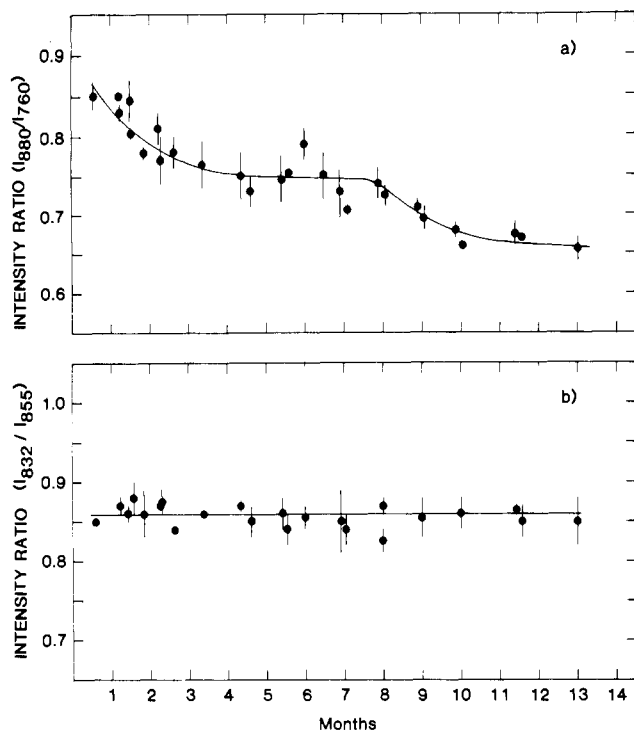 a)
0.9
0.8
0.7
0.6
INTENSITY RATIO (I880/I760)
b)
1.0
0.9
0.8
0.7
INTENSITY RATIO (I832 / I855)
1 2 3 4 5 6 7 8 9 10 11 12 13 14
Months